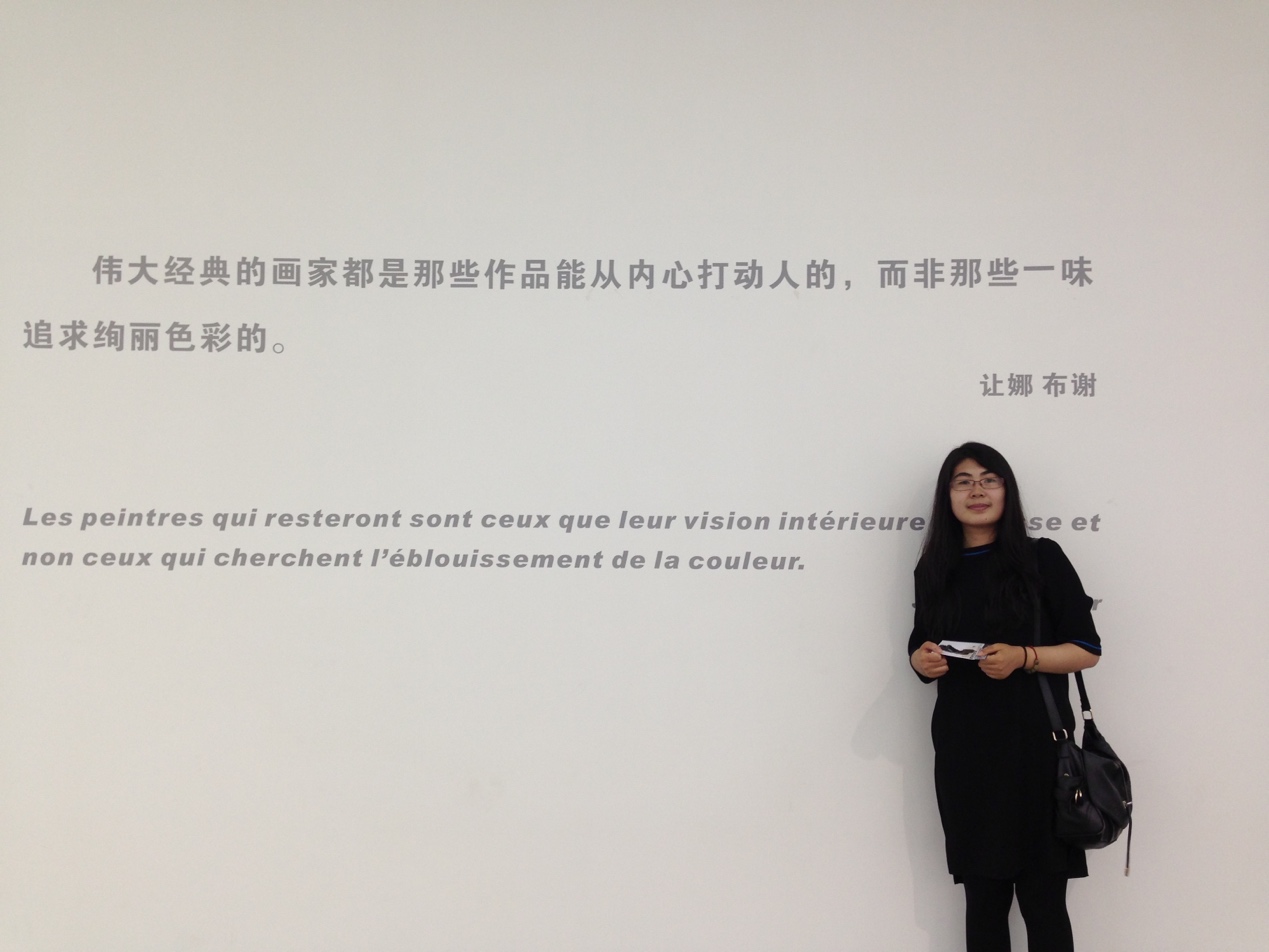 伟大经典的画家都是那些作品能从内心打动人的，而非那些一味
追求绚丽色彩的。
让娜 布谢
Les peintres qui resteront sont ceux que leur vision intérieure et
non ceux qui cherchent l’éblouissement de la couleur.